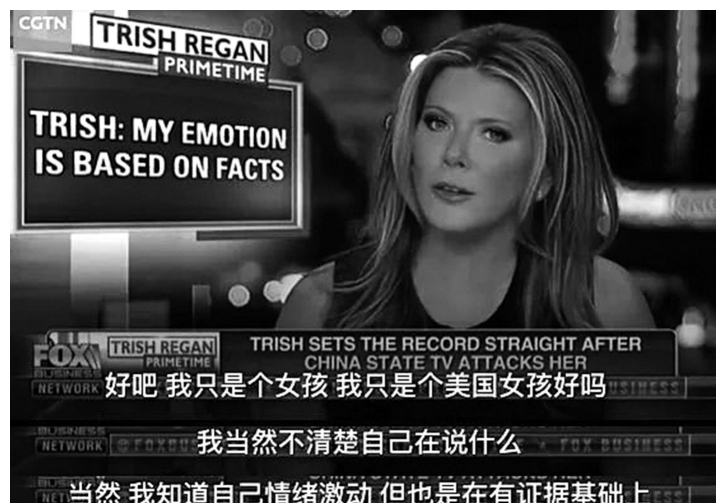 CGTN
TRISH REGAN
PRIMETIME
TRISH: MY EMOTION
IS BASED ON FACTS
FOX
BUSINESS
NETWORK
TRISH REGAN
PRIMETIME
TRISH SETS THE RECORD STRAIGHT AFTER
CHINA STATE TV ATTACKS HER
好吧 我只是个女孩 我只是个美国女孩好吗
BUSINESS
NETWORK
FOX BUSINESS
我当然不清楚自己在说什么
当然 我知道自己情绪激动 但也是在有证据基础上